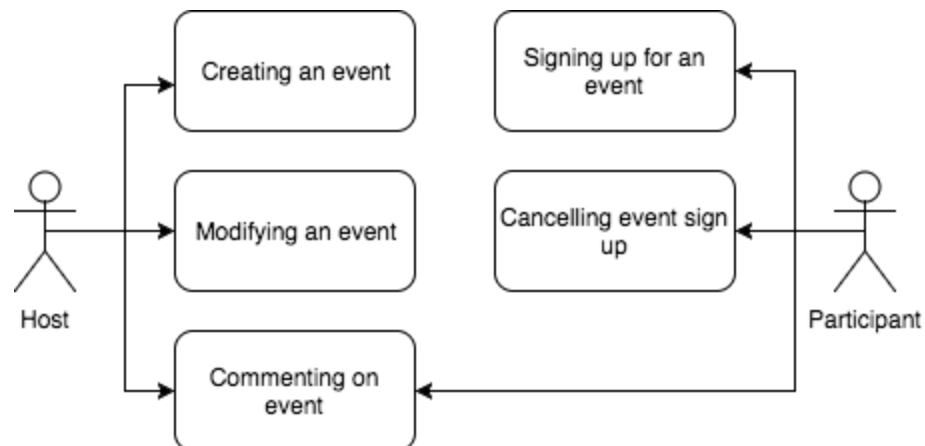 Creating an event
Signing up for an
event
Modifying an event
Cancelling event sign
up
Host
Participant
Commenting on
event